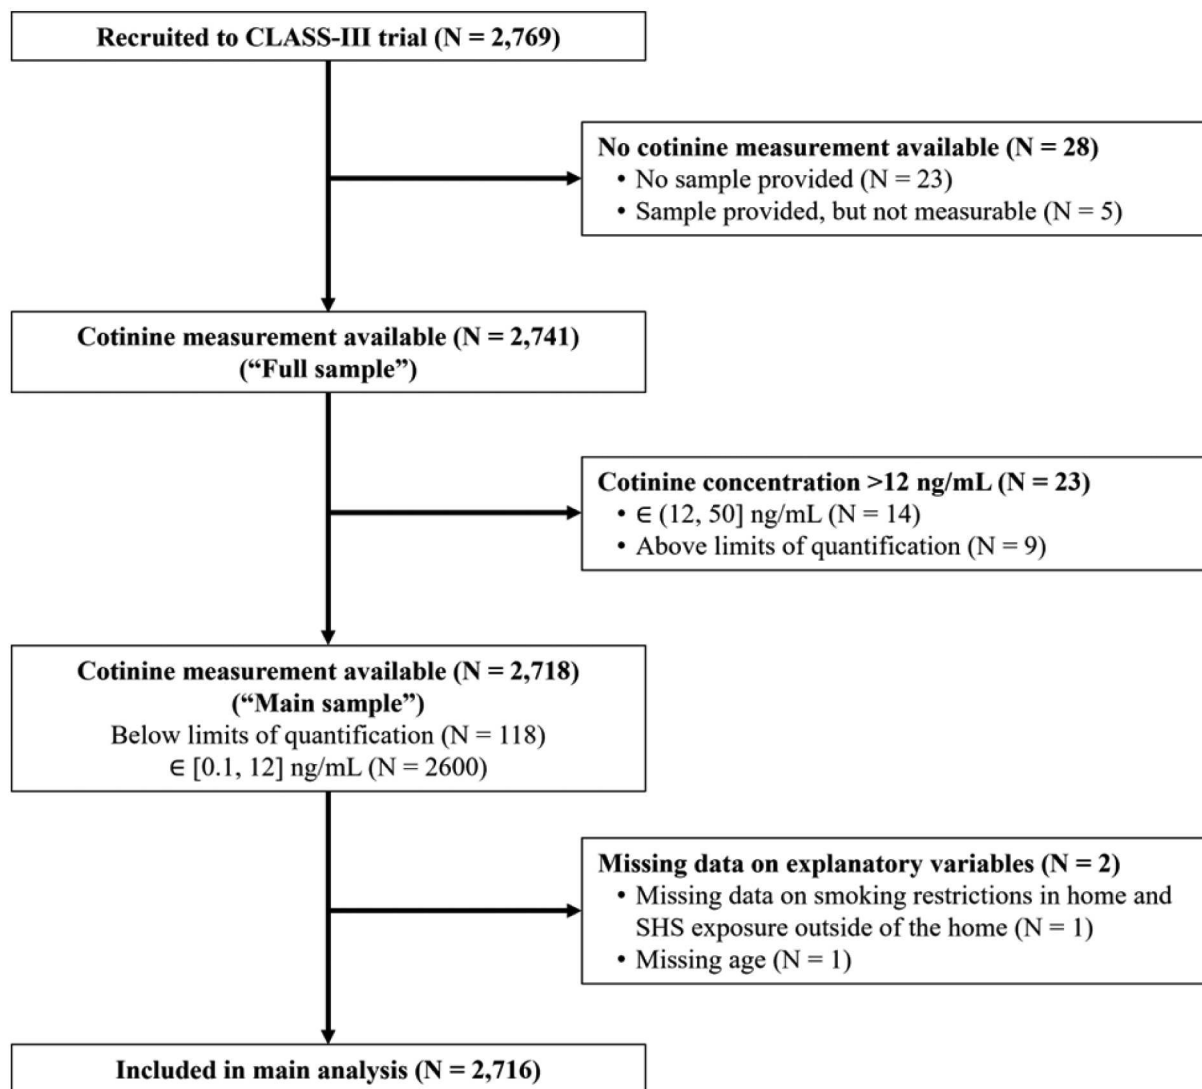 Recruited to CLASS-III trial (N = 2,769)
No cotinine measurement available (N = 28)
• No sample provided (N = 23)
• Sample provided, but not measurable (N = 5)
Cotinine measurement available (N = 2,741)
(“Full sample”)
Cotinine concentration >12 ng/mL (N = 23)
• ∈ (12, 50] ng/mL (N = 14)
• Above limits of quantification (N = 9)
Cotinine measurement available (N = 2,718)
(“Main sample”)
Below limits of quantification (N = 118)
∈ [0.1, 12] ng/mL (N = 2600)
Missing data on explanatory variables (N = 2)
• Missing data on smoking restrictions in home and
SHS exposure outside of the home (N = 1)
• Missing age (N = 1)
Included in main analysis (N = 2,716)